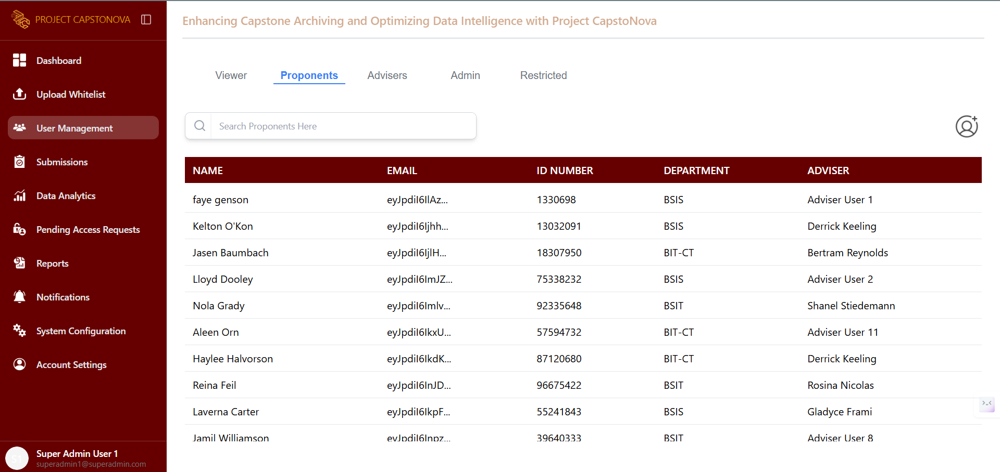 PROJECT CAPSTONOVA
Dashboard
Upload Whitelist
User Management
Submissions
Data Analytics
Pending Access Requests
Reports
Notifications
System Configuration
Account Settings
S1
Super Admin User 1
superadmin1@superadmin.com
Enhancing Capstone Archiving and Optimizing Data Intelligence with Project CapstoNova
Viewer Proponents Advisers Admin Restricted
Search Proponents Here
NAME EMAIL ID NUMBER DEPARTMENT ADVISER
faye genson eyJpdiI6IlAz... 1330698 BSIS Adviser User 1
Kelton O'Kon eyJpdiI6Ijhh... 13032091 BSIS Derrick Keeling
Jasen Baumbach eyJpdiI6IjlH... 18307950 BIT-CT Bertram Reynolds
Lloyd Dooley eyJpdiI6ImJZ... 75338232 BSIS Adviser User 2
Nola Grady eyJpdiI6Imlv... 92335648 BSIT Shanel Stiedemann
Aleen Orn eyJpdiI6IkxU... 57594732 BIT-CT Adviser User 11
Haylee Halvorson eyJpdiI6IkdK... 87120680 BIT-CT Derrick Keeling
Reina Feil eyJpdiI6InJD... 96675422 BSIT Rosina Nicolas
Laverna Carter eyJpdiI6IkpF... 55241843 BSIS Gladyce Frami
Jamil Williamson eyJpdiI6Inpz... 39640333 BSIT Adviser User 8